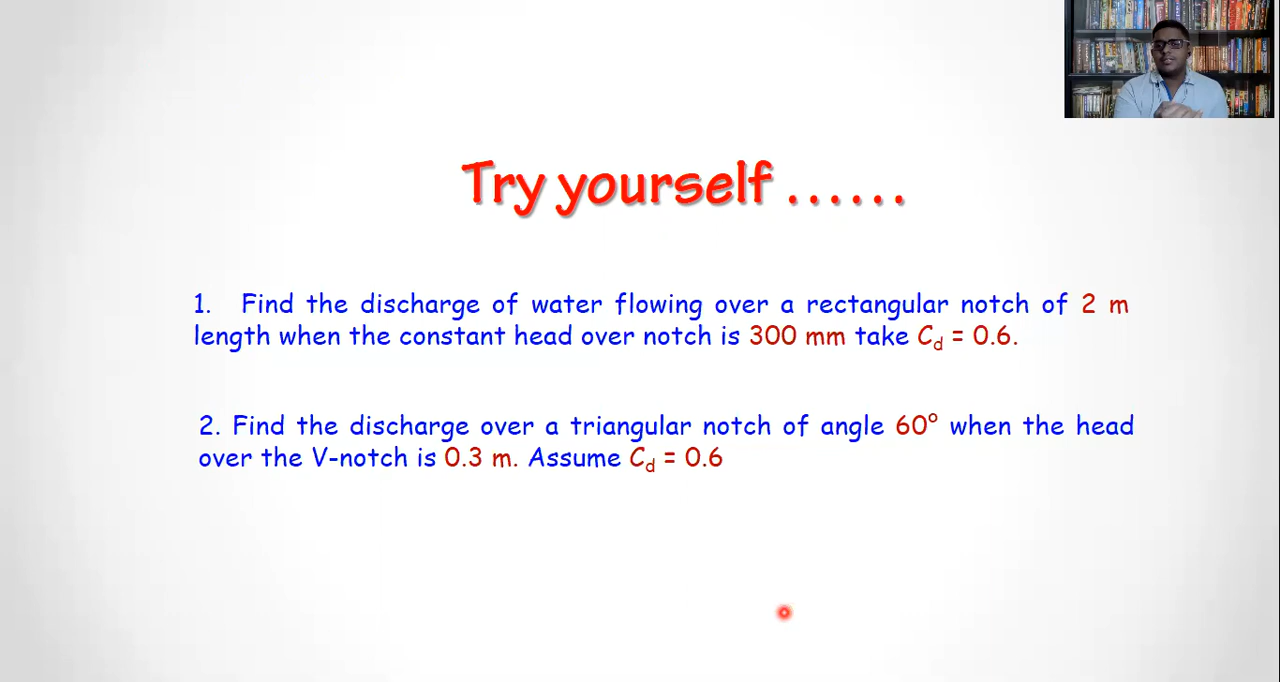 Try yourself ......
1. Find the discharge of water flowing over a rectangular notch of 2 m
length when the constant head over notch is 300 mm take Cd = 0.6.
2. Find the discharge over a triangular notch of angle 60° when the head
over the V-notch is 0.3 m. Assume Cd = 0.6